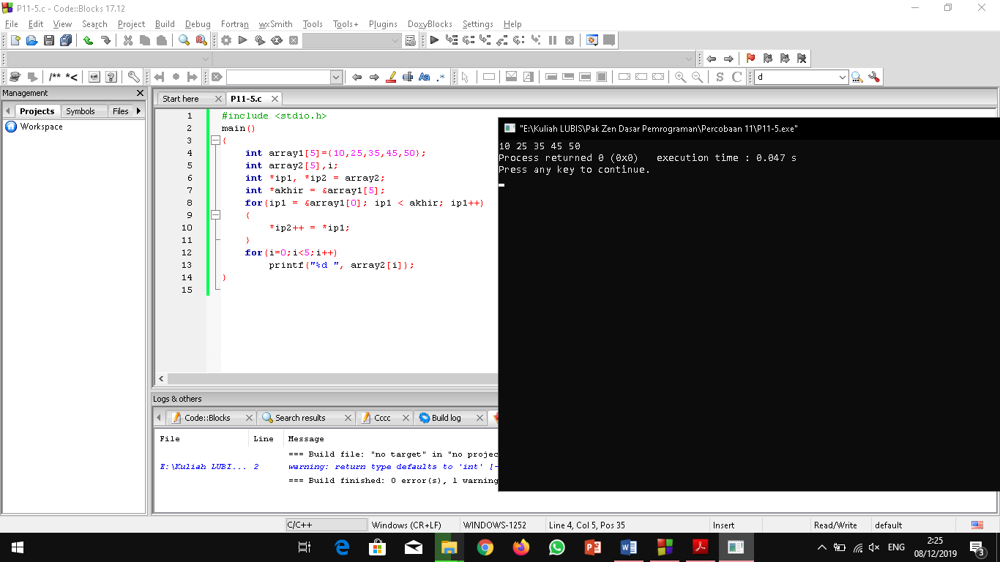 P11-5.c - Code::Blocks 17.12
File Edit View Search Project Build Debug Fortran wxSmith Tools Tools+ Plugins DoxyBlocks Settings Help
/** *< Aa .* S C d
Management
Projects Symbols Files
Workspace
Start here P11-5.c
1 #include <stdio.h>
2 main()
3 {
4 int array1[5]={10,25,35,45,50};
5 int array2[5],i;
6 int *ip1, *ip2 = array2;
7 int *akhir = &array1[5];
8 for(ip1 = &array1[0]; ip1 < akhir; ip1++)
9 {
10 *ip2++ = *ip1;
11 }
12 for(i=0;i<5;i++)
13 printf("%d ", array2[i]);
14 }
15
"E:\Kuliah LUBIS\Pak Zen Dasar Pemrograman\Percobaan 11\P11-5.exe"
10 25 35 45 50
Process returned 0 (0x0)   execution time : 0.047 s
Press any key to continue.
Logs & others
Code::Blocks Search results Cccc Build log
File Line Message
=== Build file: "no target" in "no projec
E:\Kuliah LUBI... 2 warning: return type defaults to 'int' [-
=== Build finished: 0 error(s), 1 warning
C/C++ Windows (CR+LF) WINDOWS-1252 Line 4, Col 5, Pos 35 Insert Read/Write default
ENG
2:25
08/12/2019
3